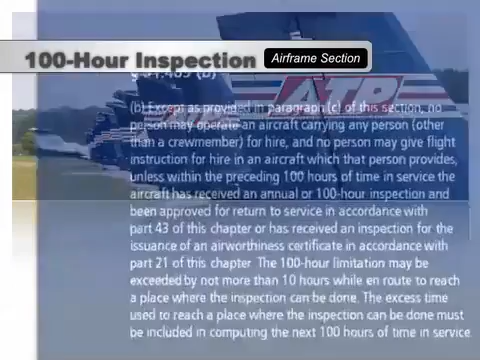 100-Hour Inspection
Airframe Section
ATP
(b) Except as provided in paragraph (c) of this section, no
person may operate an aircraft carrying any person (other
than a crewmember) for hire, and no person may give flight
instruction for hire in an aircraft which that person provides,
unless within the preceding 100 hours of time in service the
aircraft has received an annual or 100-hour inspection and
been approved for return to service in accordance with
part 43 of this chapter or has received an inspection for the
issuance of an airworthiness certificate in accordance with
part 21 of this chapter. The 100-hour limitation may be
exceeded by not more than 10 hours while en route to reach
a place where the inspection can be done. The excess time
used to reach a place where the inspection can be done must
be included in computing the next 100 hours of time in service.